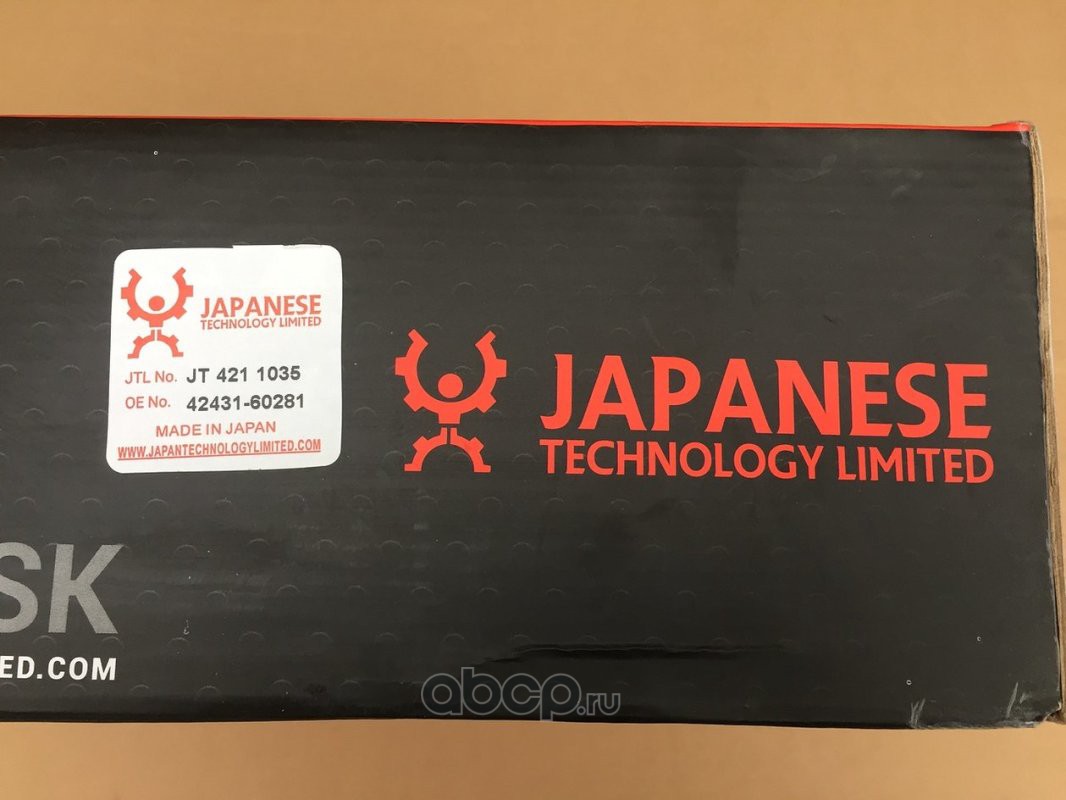 JAPANESE
TECHNOLOGY LIMITED
JTL No. JT 421 1035
OE No. 42431-60281
MADE IN JAPAN
WWW.JAPANTECHNOLOGYLIMITED.COM
JAPANESE
TECHNOLOGY LIMITED
SK
ED.COM
abcp.ru